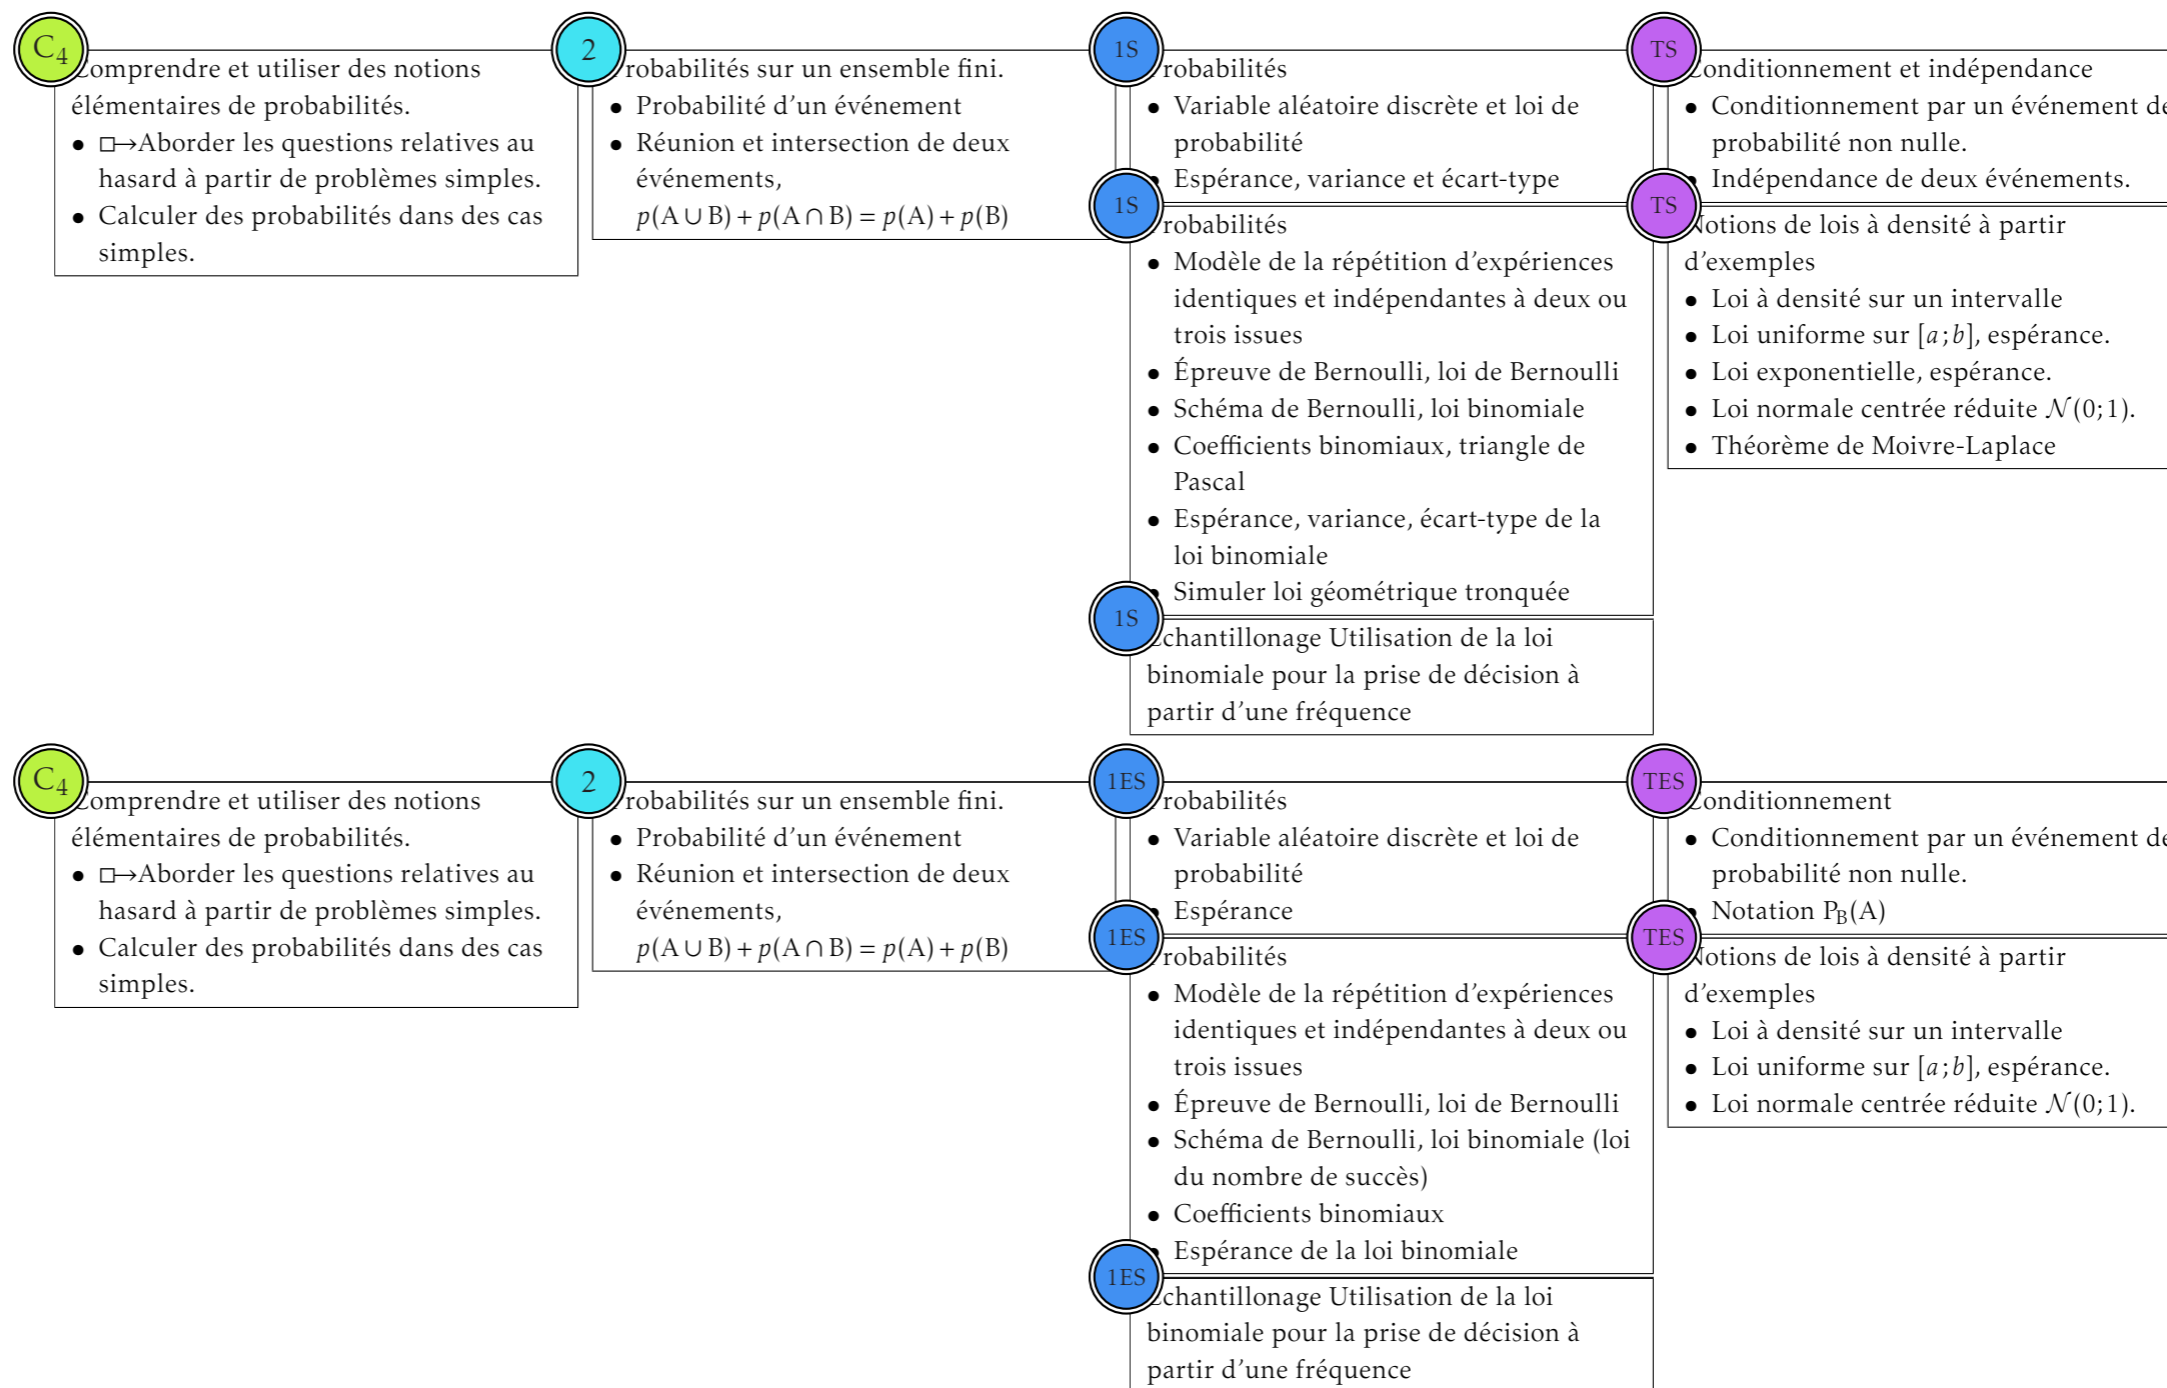 C4
Comprendre et utiliser des notions
élémentaires de probabilités.
• □→Aborder les questions relatives au
hasard à partir de problèmes simples.
• Calculer des probabilités dans des cas
simples.
2
Probabilités sur un ensemble fini.
• Probabilité d'un événement
• Réunion et intersection de deux
événements,
p(A ∪ B) + p(A ∩ B) = p(A) + p(B)
1S
Probabilités
• Variable aléatoire discrète et loi de
probabilité
• Espérance, variance et écart-type
1S
Probabilités
• Modèle de la répétition d'expériences
identiques et indépendantes à deux ou
trois issues
• Épreuve de Bernoulli, loi de Bernoulli
• Schéma de Bernoulli, loi binomiale
• Coefficients binomiaux, triangle de
Pascal
• Espérance, variance, écart-type de la
loi binomiale
• Simuler loi géométrique tronquée
1S
Echantillonage Utilisation de la loi
binomiale pour la prise de décision à
partir d'une fréquence
TS
Conditionnement et indépendance
• Conditionnement par un événement de
probabilité non nulle.
• Indépendance de deux événements.
TS
Notions de lois à densité à partir
d'exemples
• Loi à densité sur un intervalle
• Loi uniforme sur [a;b], espérance.
• Loi exponentielle, espérance.
• Loi normale centrée réduite 𝒩(0;1).
• Théorème de Moivre-Laplace
C4
Comprendre et utiliser des notions
élémentaires de probabilités.
• □→Aborder les questions relatives au
hasard à partir de problèmes simples.
• Calculer des probabilités dans des cas
simples.
2
Probabilités sur un ensemble fini.
• Probabilité d'un événement
• Réunion et intersection de deux
événements,
p(A ∪ B) + p(A ∩ B) = p(A) + p(B)
1ES
Probabilités
• Variable aléatoire discrète et loi de
probabilité
• Espérance
1ES
Probabilités
• Modèle de la répétition d'expériences
identiques et indépendantes à deux ou
trois issues
• Épreuve de Bernoulli, loi de Bernoulli
• Schéma de Bernoulli, loi binomiale (loi
du nombre de succès)
• Coefficients binomiaux
• Espérance de la loi binomiale
1ES
Echantillonage Utilisation de la loi
binomiale pour la prise de décision à
partir d'une fréquence
TES
Conditionnement
• Conditionnement par un événement de
probabilité non nulle.
• Notation P_B(A)
TES
Notions de lois à densité à partir
d'exemples
• Loi à densité sur un intervalle
• Loi uniforme sur [a;b], espérance.
• Loi normale centrée réduite 𝒩(0;1).